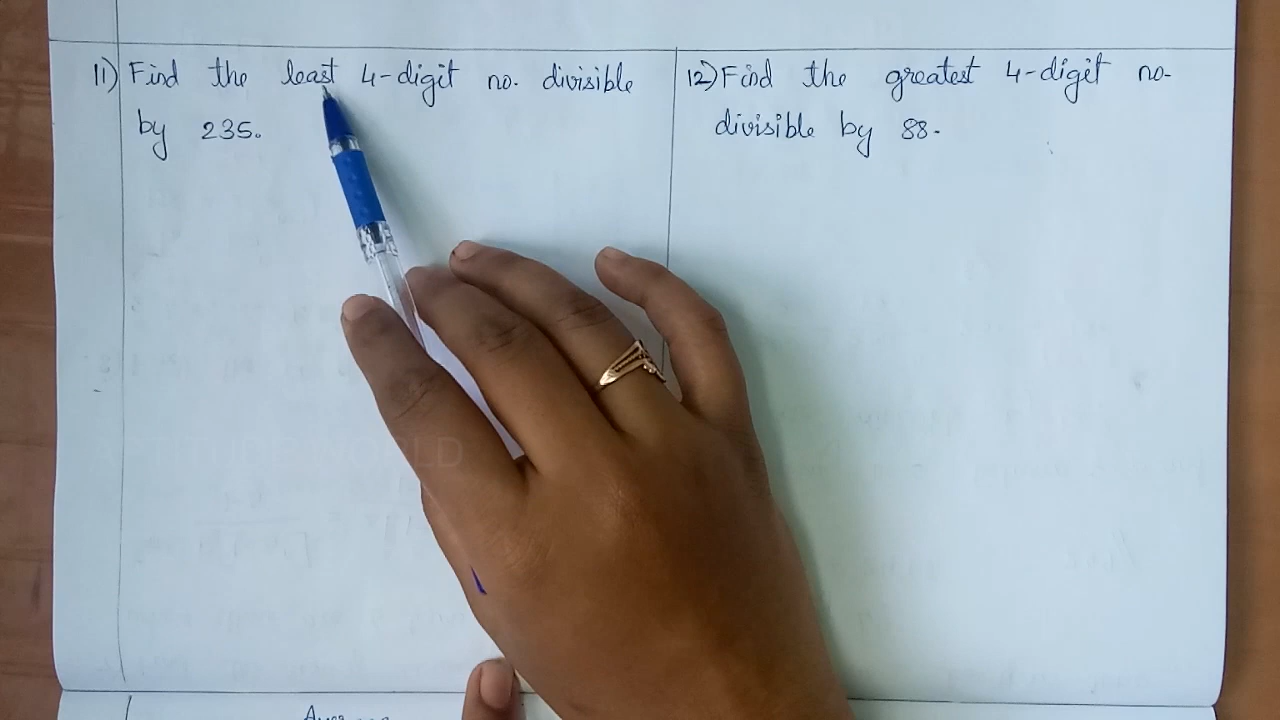 11) Find the least 4-digit no. divisible
by 235.
12) Find the greatest 4-digit no.
divisible by 88.